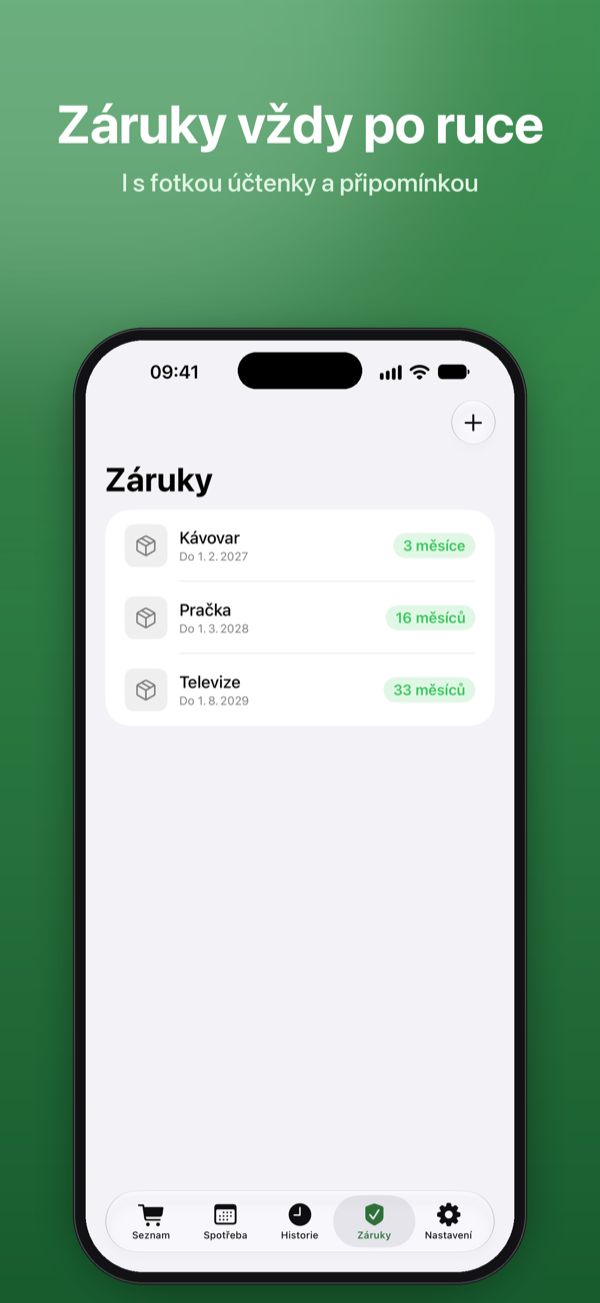 Záruky vždy po ruce
I s fotkou účtenky a připomínkou
09:41
Záruky
Kávovar
3 měsíce
Do 1. 2. 2027
Pračka
16 měsíců
Do 1. 3. 2028
Televize
33 měsíců
Do 1. 8. 2029
Seznam Spotřeba Historie Záruky Nastavení